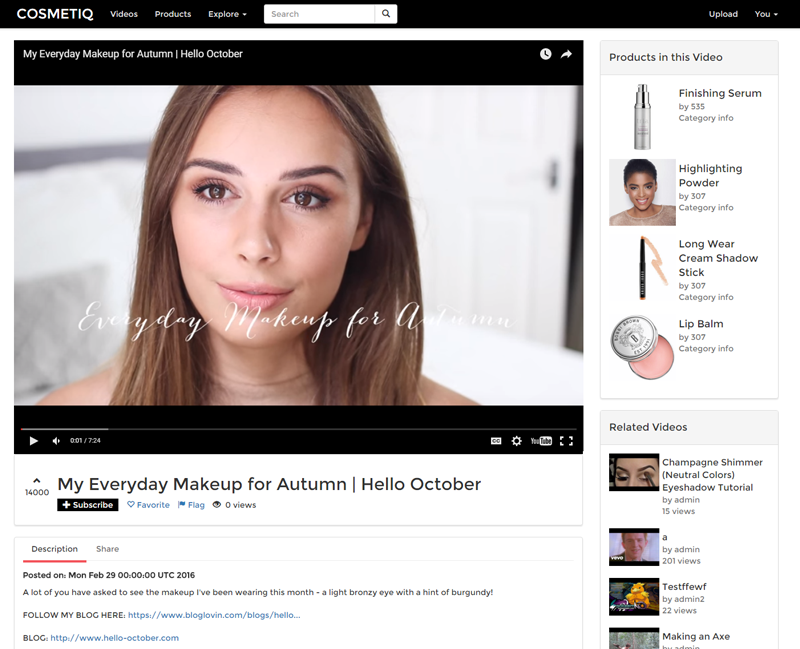 COSMETIQ Videos Products Explore Search Upload You
My Everyday Makeup for Autumn | Hello October
Everyday Makeup for Autumn
0:01 / 7:24 CC YouTube
14000
My Everyday Makeup for Autumn | Hello October
Subscribe Favorite Flag 0 views
Description Share
Posted on: Mon Feb 29 00:00:00 UTC 2016
A lot of you have asked to see the makeup I've been wearing this month - a light bronzy eye with a hint of burgundy!
FOLLOW MY BLOG HERE: https://www.bloglovin.com/blogs/hello...
BLOG: http://www.hello-october.com
Products in this Video
Finishing Serum
by 535
Category info
Highlighting
Powder
by 307
Category info
Long Wear
Cream Shadow
Stick
by 307
Category info
BOBBI BROWN
Lip Balm
by 307
Category info
Related Videos
Champagne Shimmer
(Neutral Colors)
Eyeshadow Tutorial
by admin
15 views
vevo
a
by admin
201 views
Testffewf
by admin2
22 views
Making an Axe
by admin